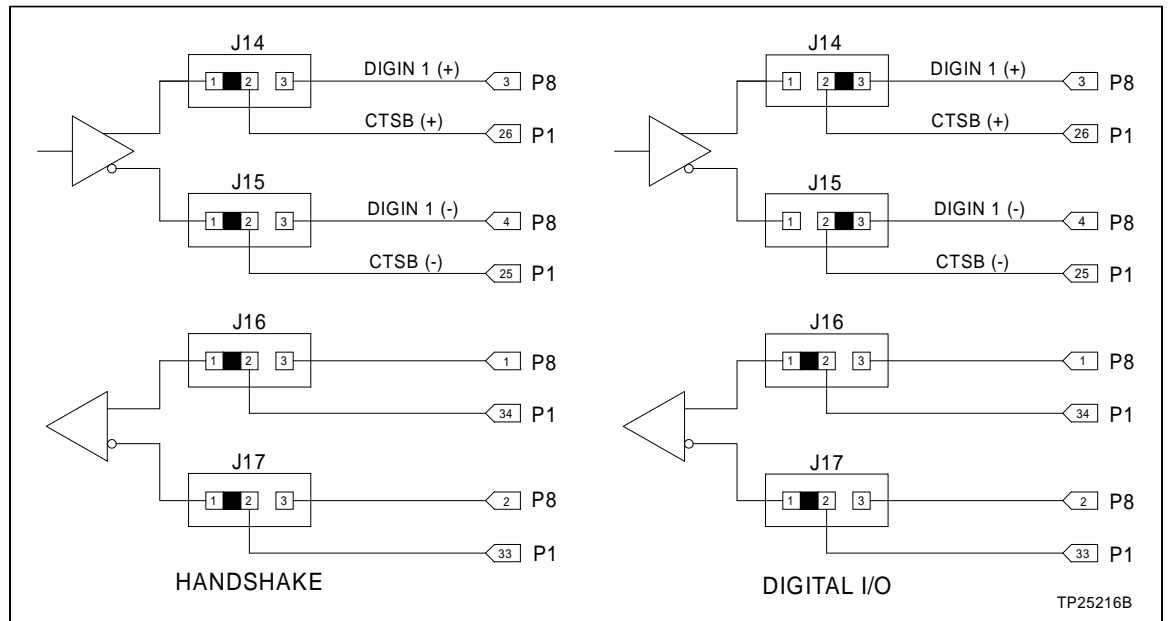 J14
1 2 3 DIGIN 1 (+) 3 P8
CTSB (+) 26 P1
J15
1 2 3 DIGIN 1 (-) 4 P8
CTSB (-) 25 P1
J16
1 2 3 1 P8
34 P1
J17
1 2 3 2 P8
33 P1
HANDSHAKE
J14
1 2 3 DIGIN 1 (+) 3 P8
CTSB (+) 26 P1
J15
1 2 3 DIGIN 1 (-) 4 P8
CTSB (-) 25 P1
J16
1 2 3 1 P8
34 P1
J17
1 2 3 2 P8
33 P1
DIGITAL I/O
TP25216B